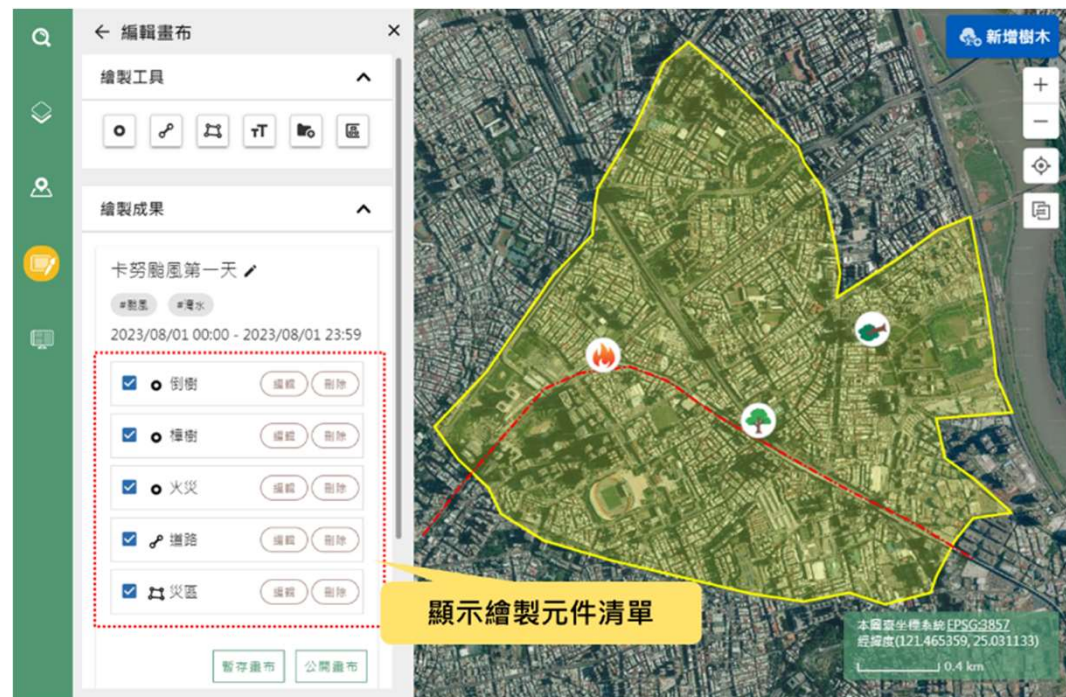 編輯畫布
新增樹木
繪製工具
繪製成果
卡努颱風第一天
#颱風 #淹水
2023/08/01 00:00 - 2023/08/01 23:59
倒樹 編輯 刪除
樟樹 編輯 刪除
火災 編輯 刪除
道路 編輯 刪除
災區 編輯 刪除
顯示繪製元件清單
暫存畫布 公開畫布
本圖臺坐標系統EPSG:3857
經緯度(121.465359, 25.031133)
0.4 km